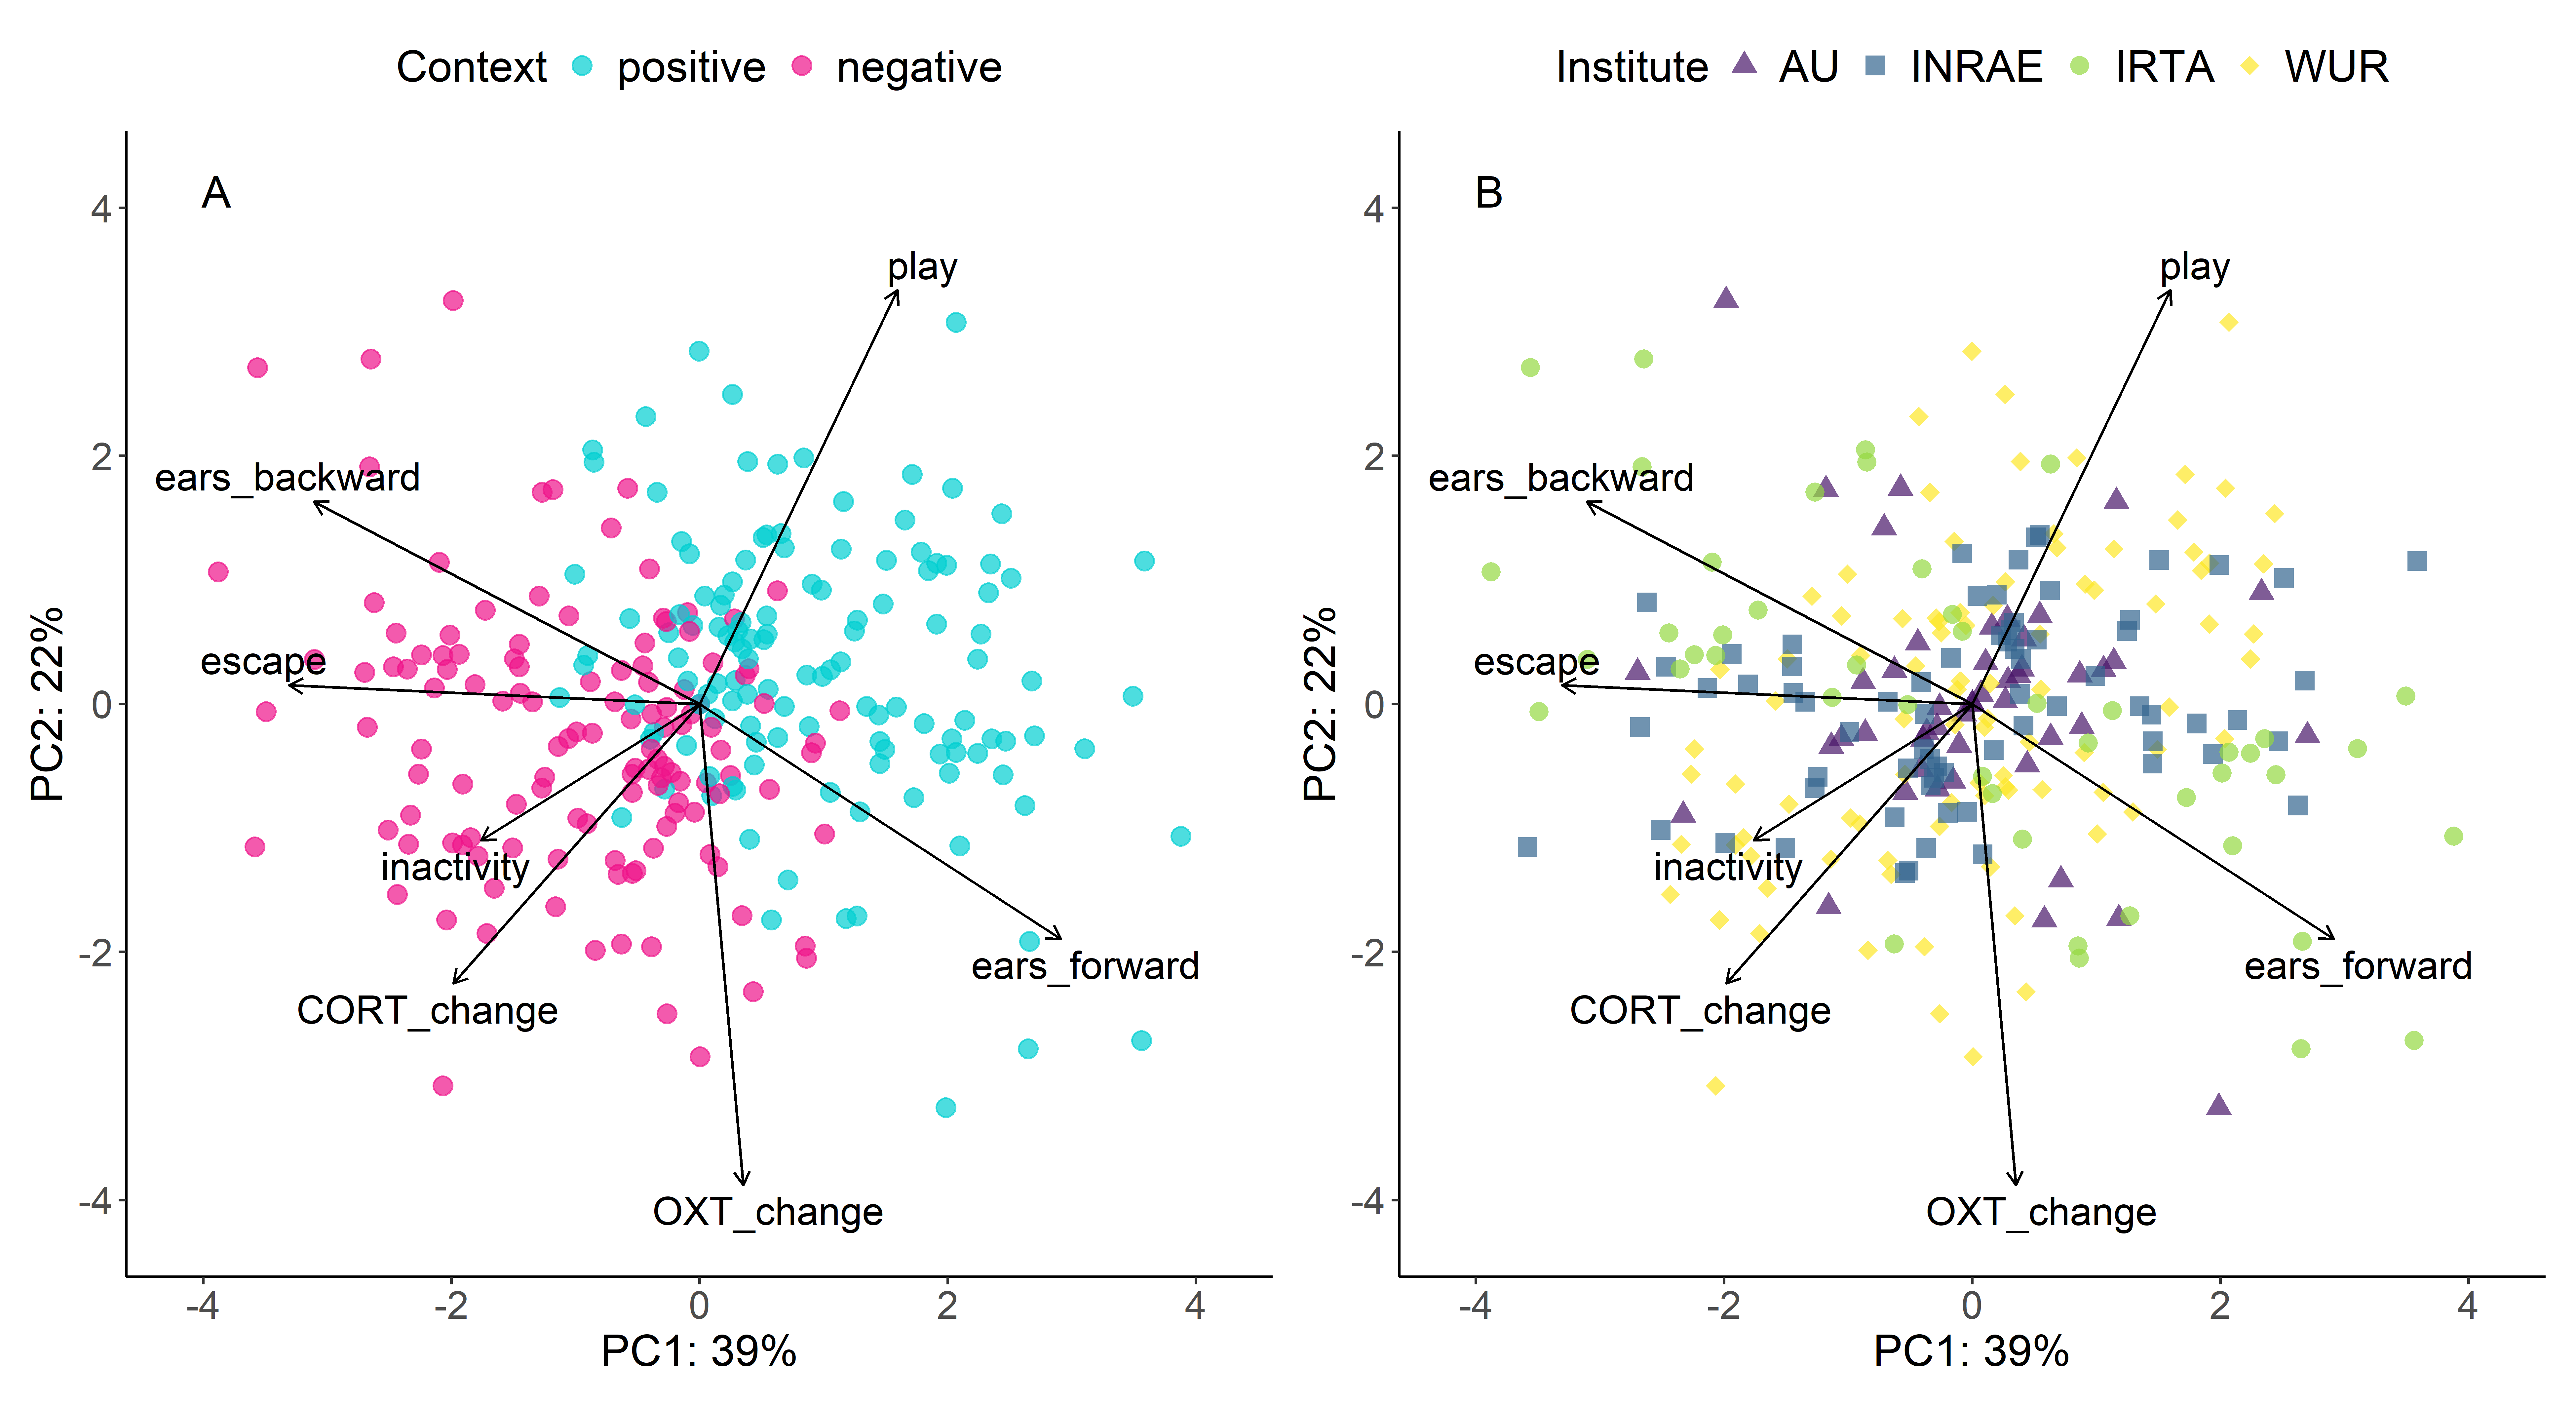 Context positive negative
A
4
2
0
-2
-4
PC2: 22%
play
ears_backward
escape
inactivity
ears_forward
CORT_change
OXT_change
-4 -2 0 2 4
PC1: 39%
Institute AU INRAE IRTA WUR
B
4
2
0
-2
-4
PC2: 22%
play
ears_backward
escape
inactivity
ears_forward
CORT_change
OXT_change
-4 -2 0 2 4
PC1: 39%